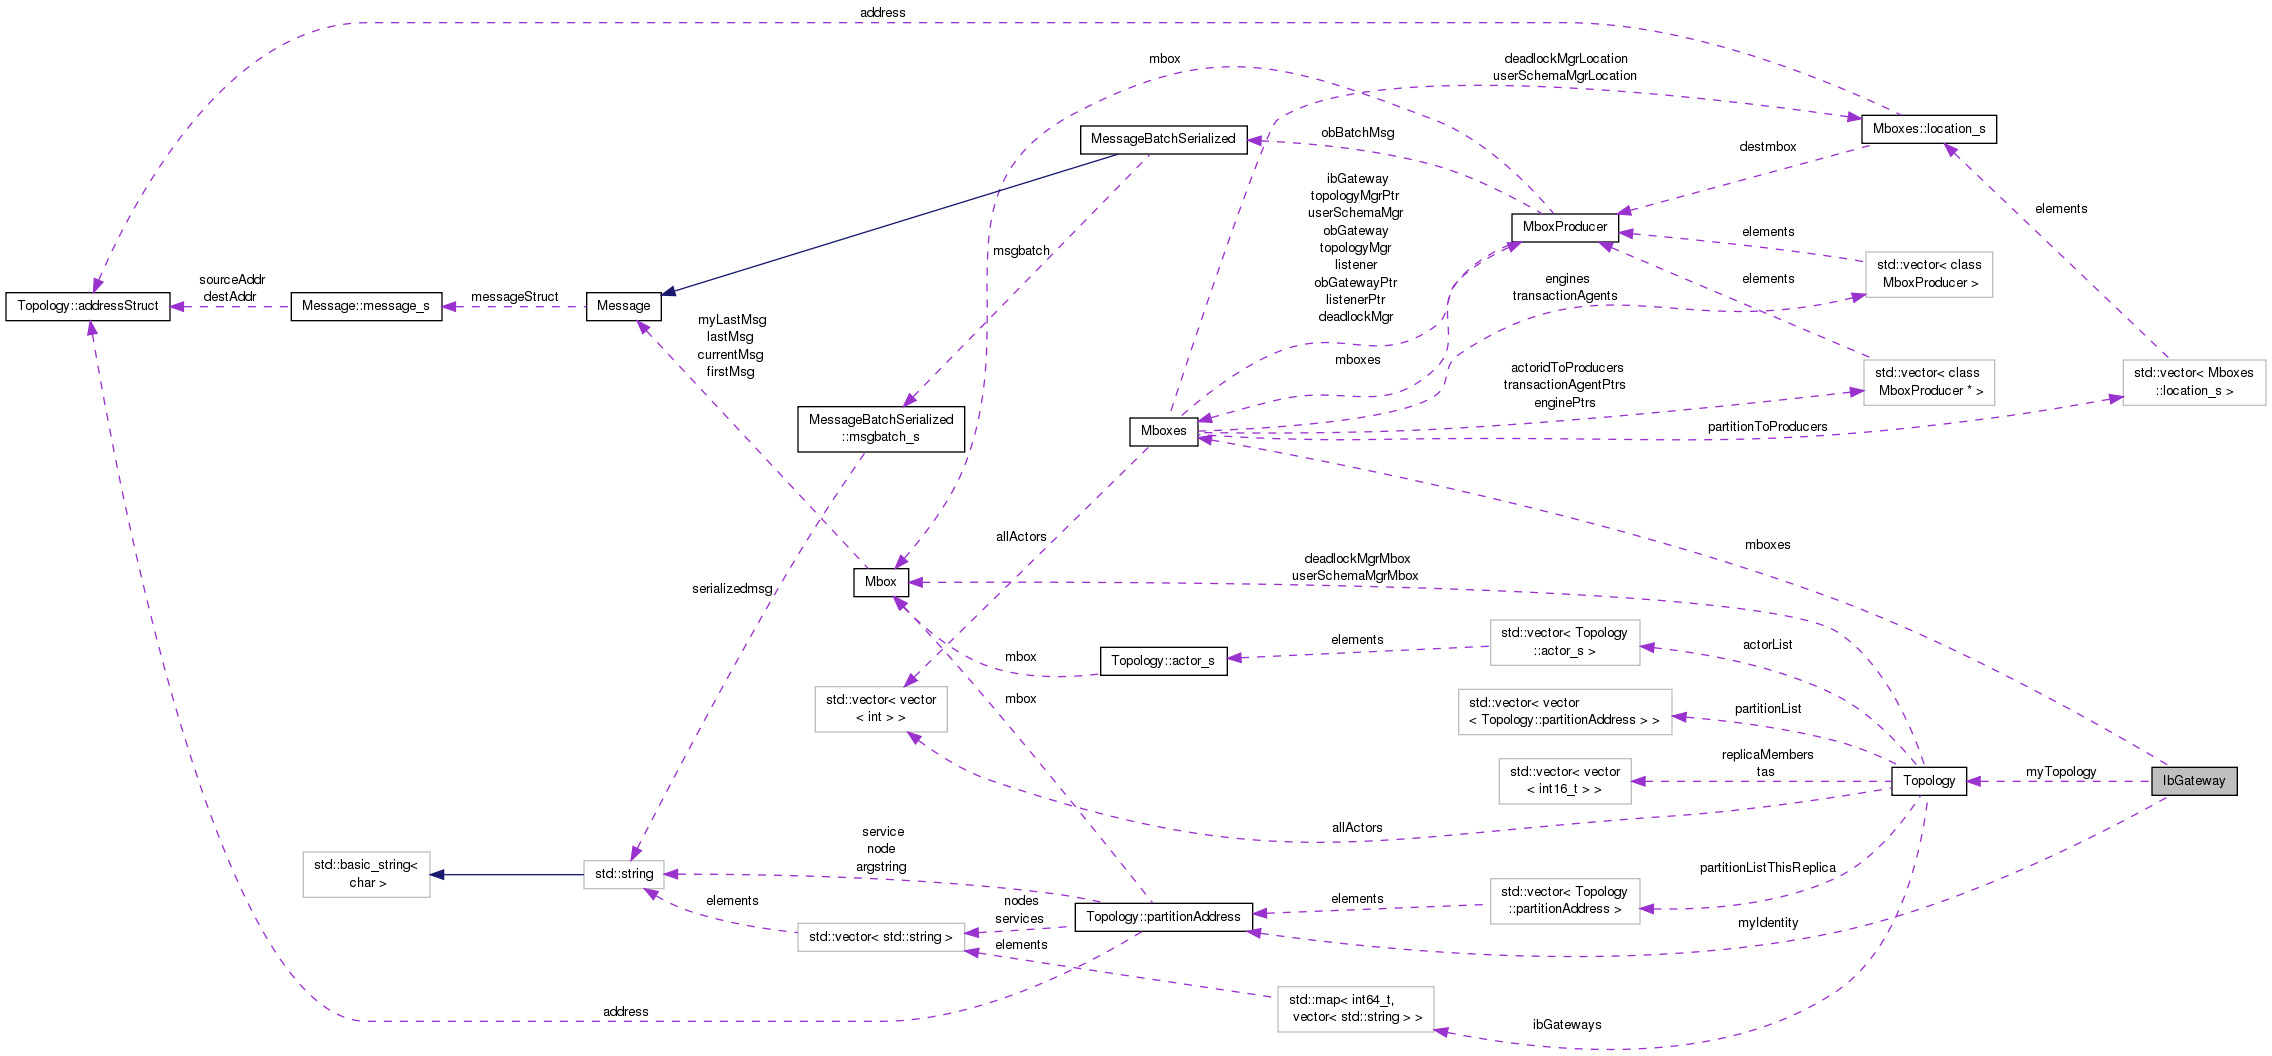 address
mbox
deadlockMgrLocation
userSchemaMgrLocation
MessageBatchSerialized
obBatchMsg
Mboxes::location_s
destmbox
ibGateway
topologyMgrPtr
userSchemaMgr
obGateway
topologyMgr
listener
obGatewayPtr
listenerPtr
deadlockMgr
MboxProducer
elements
elements
msgbatch
std::vector< class
MboxProducer >
engines
transactionAgents
elements
sourceAddr
destAddr
Topology::addressStruct
Message::message_s
messageStruct
Message
myLastMsg
lastMsg
currentMsg
firstMsg
mboxes
actoridToProducers
transactionAgentPtrs
enginePtrs
std::vector< class
MboxProducer * >
std::vector< Mboxes
::location_s >
MessageBatchSerialized
::msgbatch_s
Mboxes
partitionToProducers
allActors
mboxes
deadlockMgrMbox
userSchemaMgrMbox
Mbox
serializedmsg
std::vector< Topology
::actor_s >
elements
actorList
mbox
Topology::actor_s
std::vector< vector
< int > >
mbox
std::vector< vector
< Topology::partitionAddress > >
partitionList
replicaMembers
tas
std::vector< vector
< int16_t > >
Topology
myTopology
IbGateway
allActors
service
node
argstring
std::basic_string<
char >
std::string
partitionListThisReplica
std::vector< Topology
::partitionAddress >
elements
elements
nodes
services
Topology::partitionAddress
myIdentity
std::vector< std::string >
elements
address
std::map< int64_t,
vector< std::string > >
ibGateways